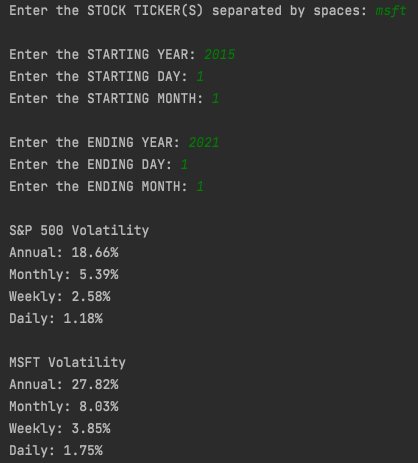 Enter the STOCK TICKER(S) separated by spaces: msft
Enter the STARTING YEAR: 2015
Enter the STARTING DAY: 1
Enter the STARTING MONTH: 1
Enter the ENDING YEAR: 2021
Enter the ENDING DAY: 1
Enter the ENDING MONTH: 1
S&P 500 Volatility
Annual: 18.66%
Monthly: 5.39%
Weekly: 2.58%
Daily: 1.18%
MSFT Volatility
Annual: 27.82%
Monthly: 8.03%
Weekly: 3.85%
Daily: 1.75%